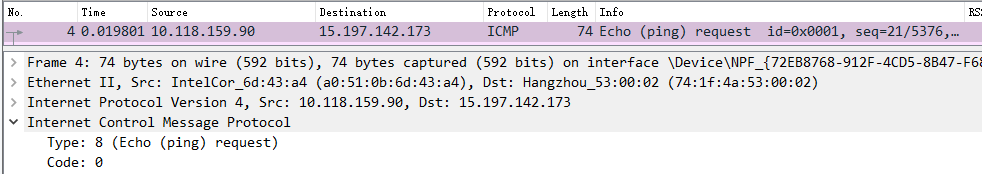 No. Time Source Destination Protocol Length Info RS
4 0.019801 10.118.159.90 15.197.142.173 ICMP 74 Echo (ping) request id=0x0001, seq=21/5376,…
Frame 4: 74 bytes on wire (592 bits), 74 bytes captured (592 bits) on interface \Device\NPF_{72EB8768-912F-4CD5-8B47-F68
Ethernet II, Src: IntelCor_6d:43:a4 (a0:51:0b:6d:43:a4), Dst: Hangzhou_53:00:02 (74:1f:4a:53:00:02)
Internet Protocol Version 4, Src: 10.118.159.90, Dst: 15.197.142.173
Internet Control Message Protocol
Type: 8 (Echo (ping) request)
Code: 0